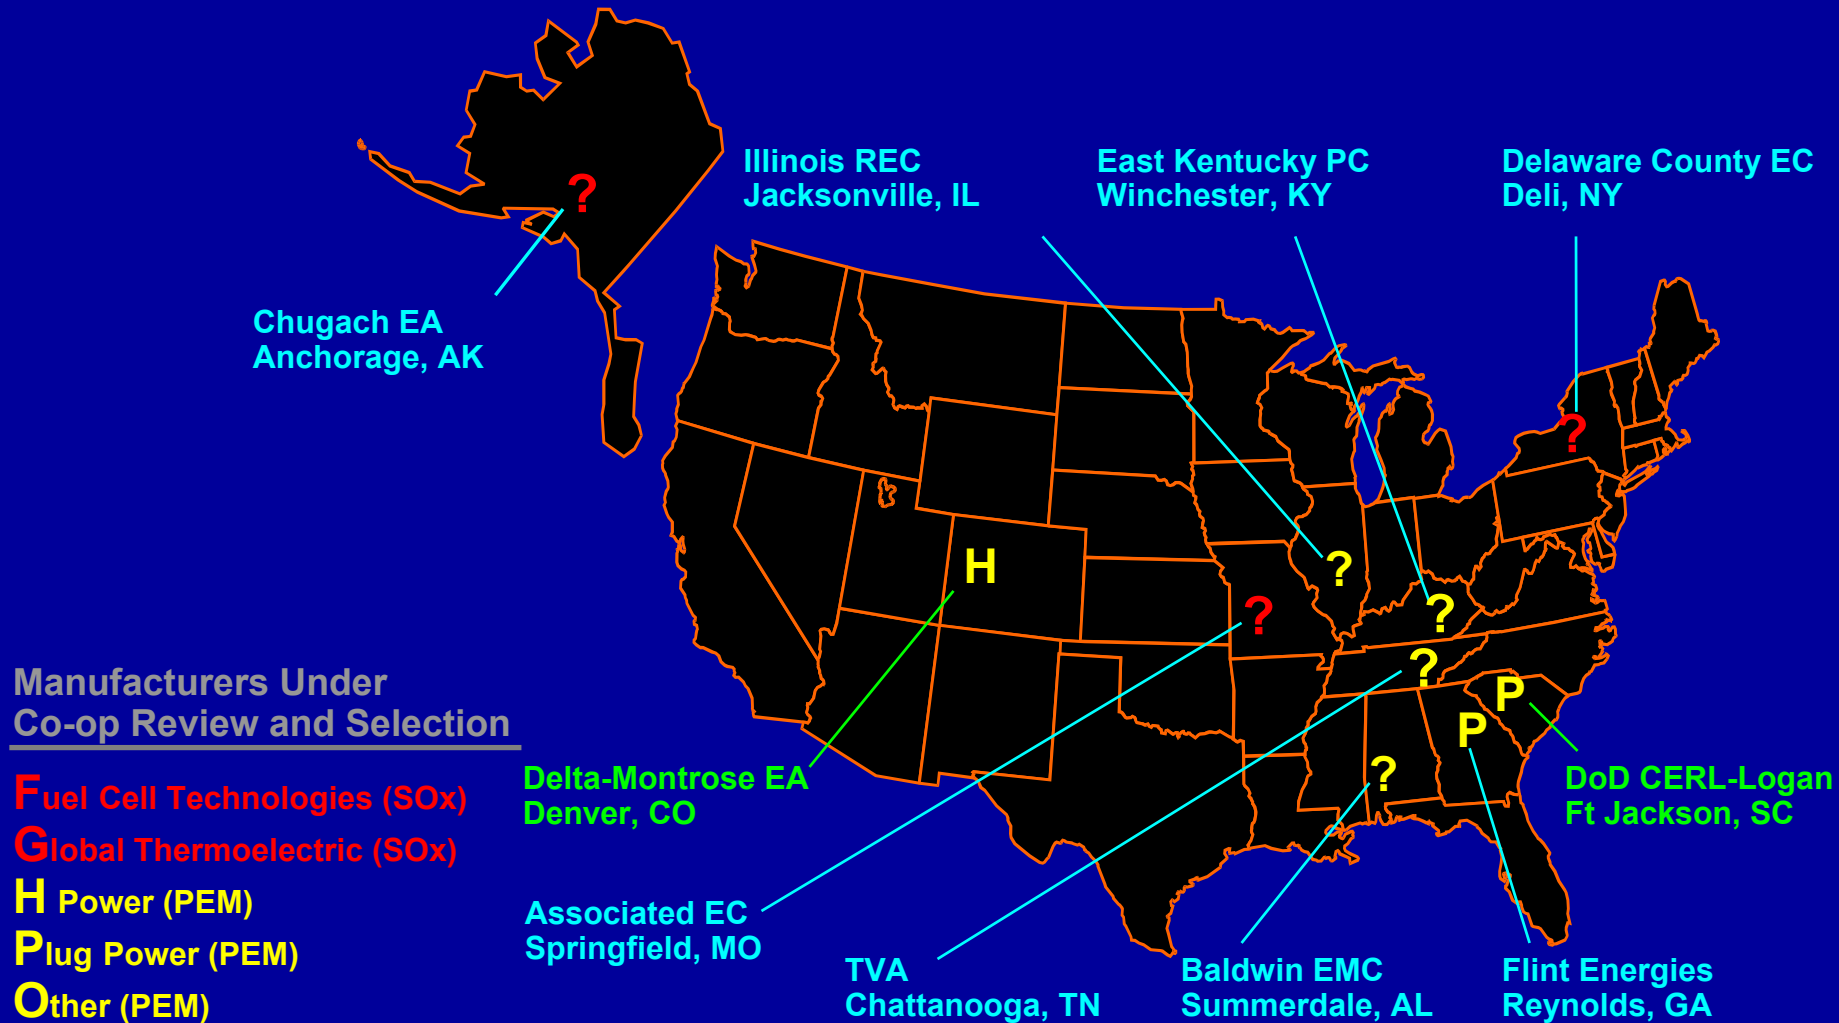 Illinois REC
Jacksonville, IL
East Kentucky PC
Winchester, KY
Delaware County EC
Deli, NY
?
Chugach EA
Anchorage, AK
?
H
?
?
?
?
P
P
?
Manufacturers Under
Co-op Review and Selection
Fuel Cell Technologies (SOx)
Global Thermoelectric (SOx)
H Power (PEM)
Plug Power (PEM)
Other (PEM)
Delta-Montrose EA
Denver, CO
DoD CERL-Logan
Ft Jackson, SC
Associated EC
Springfield, MO
TVA
Chattanooga, TN
Baldwin EMC
Summerdale, AL
Flint Energies
Reynolds, GA